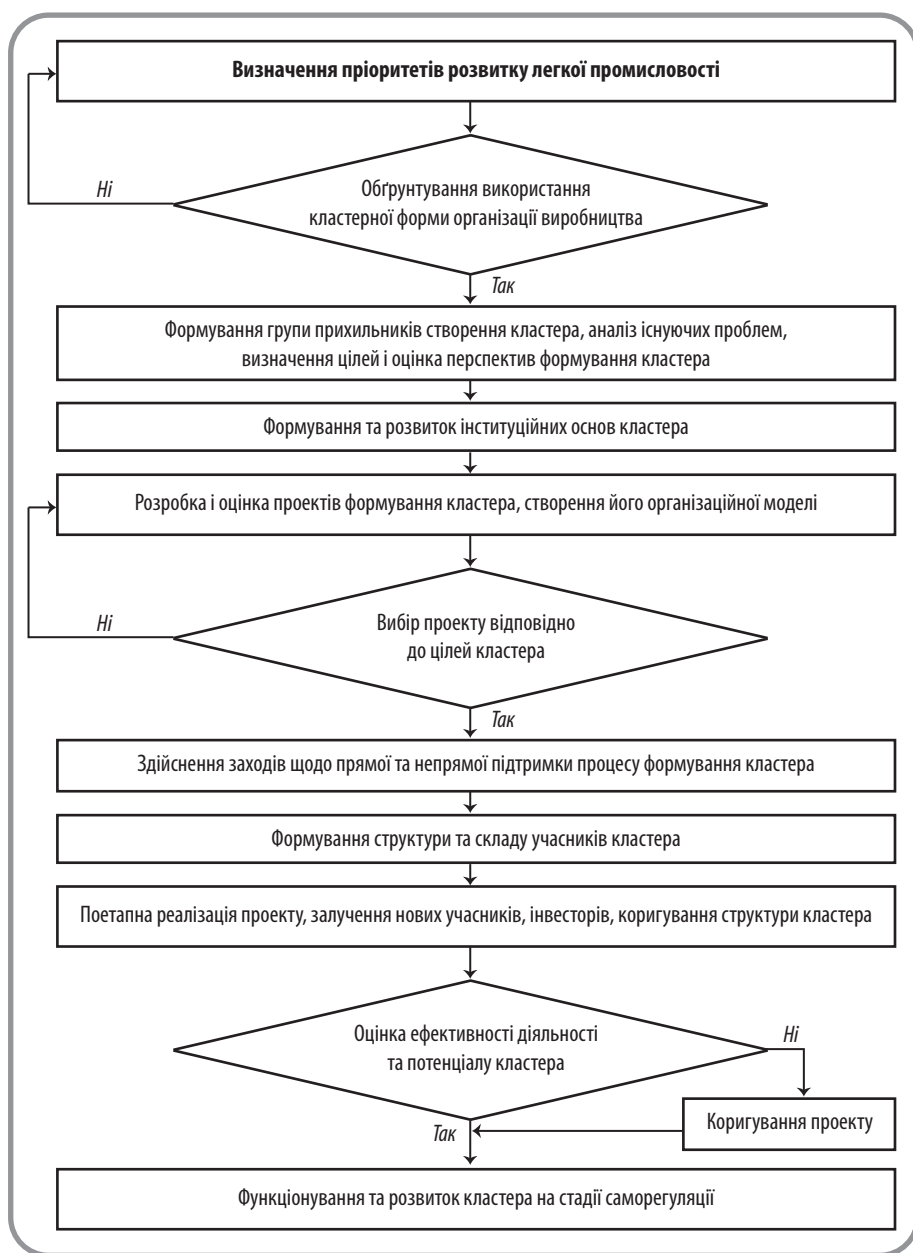 Визначення пріоритетів розвитку легкої промисловості
Ні
Обґрунтування використання
кластерної форми організації виробництва
Так
Формування групи прихильників створення кластера, аналіз існуючих проблем,
визначення цілей і оцінка перспектив формування кластера
Формування та розвиток інституційних основ кластера
Розробка і оцінка проектів формування кластера, створення його організаційної моделі
Ні
Вибір проекту відповідно
до цілей кластера
Так
Здійснення заходів щодо прямої та непрямої підтримки процесу формування кластера
Формування структури та складу учасників кластера
Поетапна реалізація проекту, залучення нових учасників, інвесторів, коригування структури кластера
Оцінка ефективності діяльності
та потенціалу кластера
Ні
Коригування проекту
Так
Функціонування та розвиток кластера на стадії саморегуляції